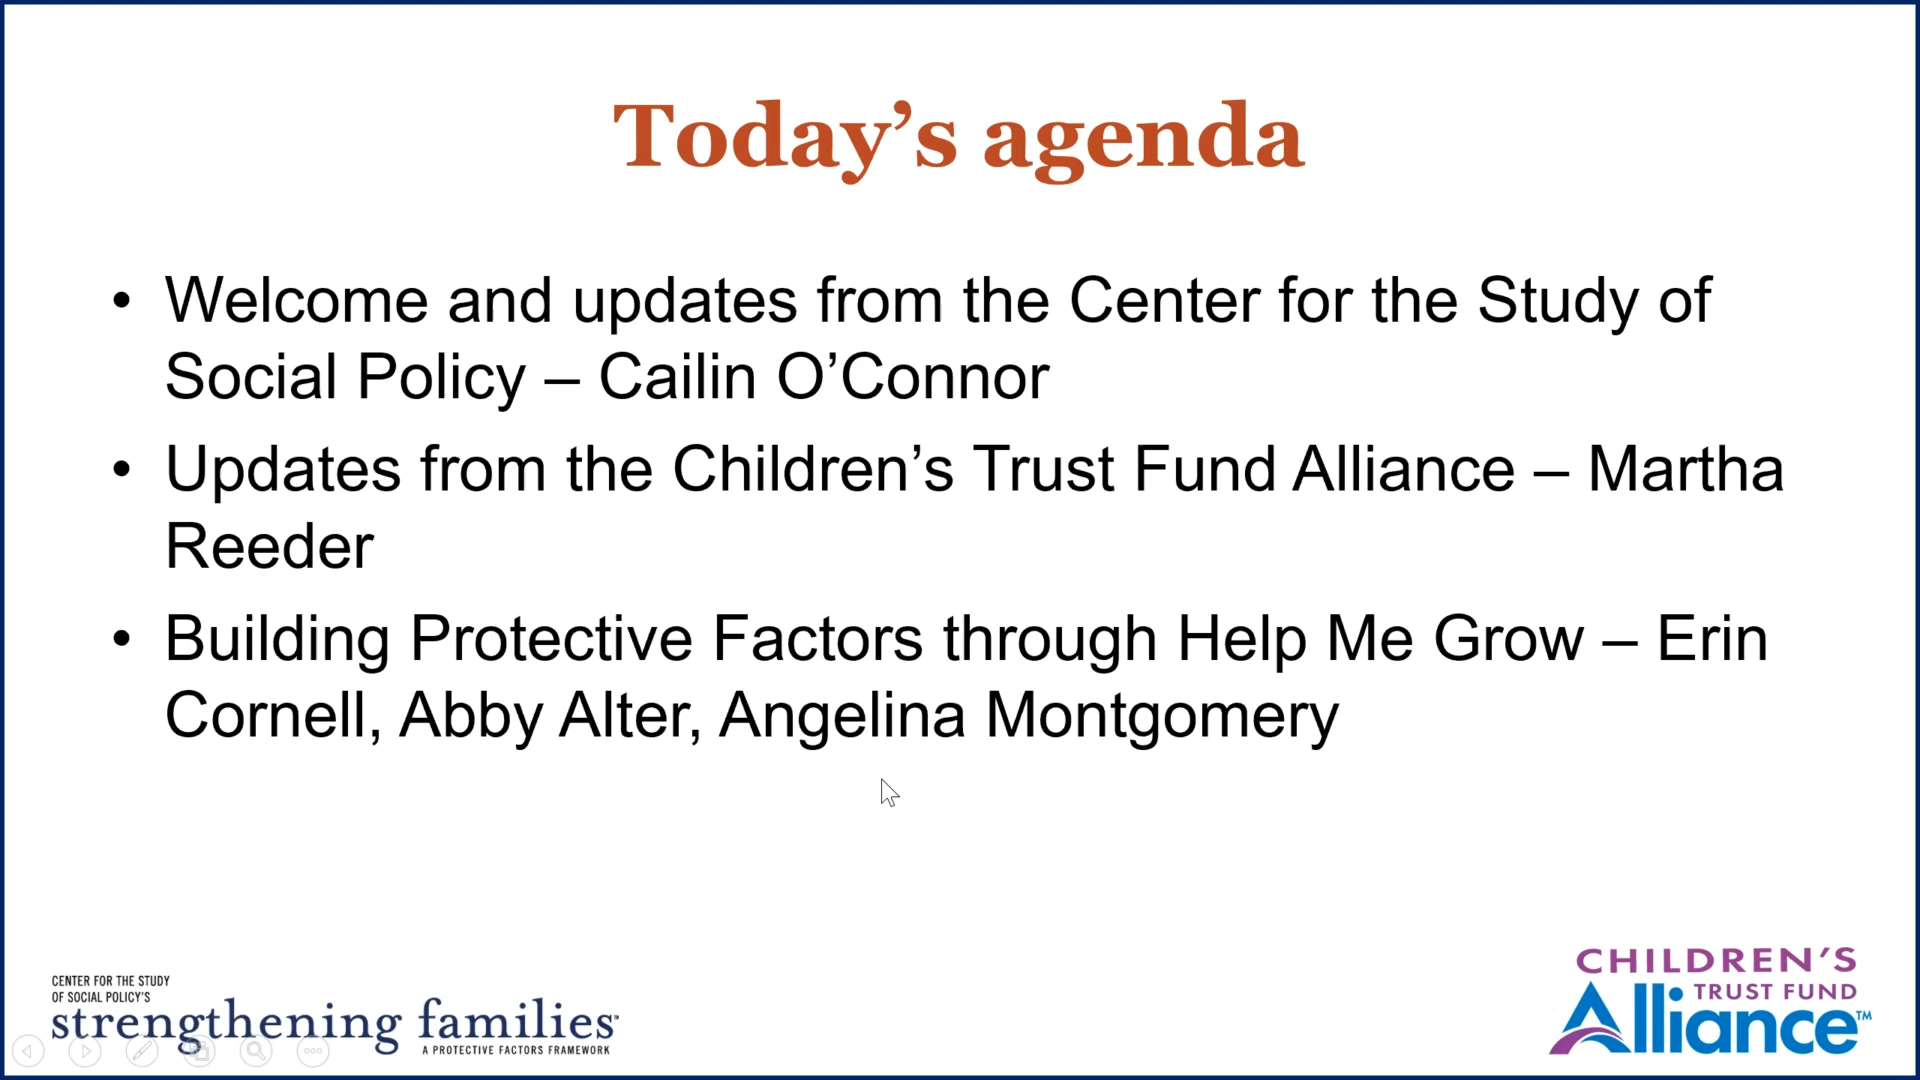 Today’s agenda
• Welcome and updates from the Center for the Study of
Social Policy – Cailin O’Connor
• Updates from the Children’s Trust Fund Alliance – Martha
Reeder
• Building Protective Factors through Help Me Grow – Erin
Cornell, Abby Alter, Angelina Montgomery
CENTER FOR THE STUDY
OF SOCIAL POLICY’S
strengthening families
A PROTECTIVE FACTORS FRAMEWORK
CHILDREN’S
TRUST FUND
Alliance™